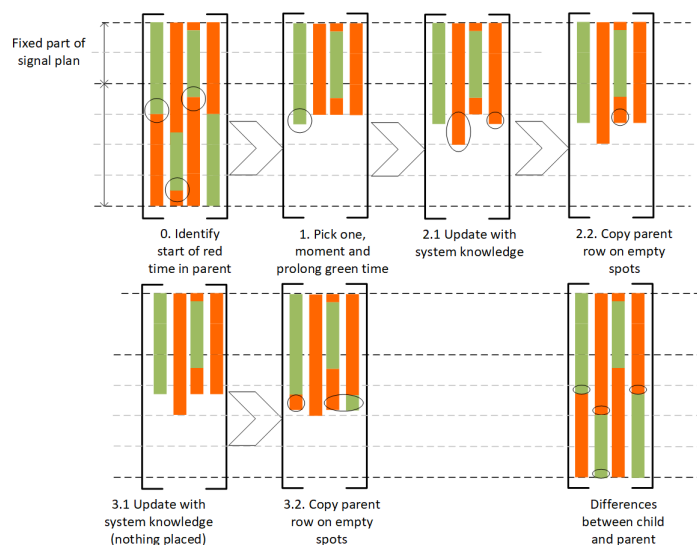 Fixed part of
signal plan
0. Identify
start of red
time in parent
1. Pick one,
moment and
prolong green time
2.1 Update with
system knowledge
2.2. Copy parent
row on empty
spots
3.1 Update with
system knowledge
(nothing placed)
3.2. Copy parent
row on empty
spots
Differences
between child
and parent